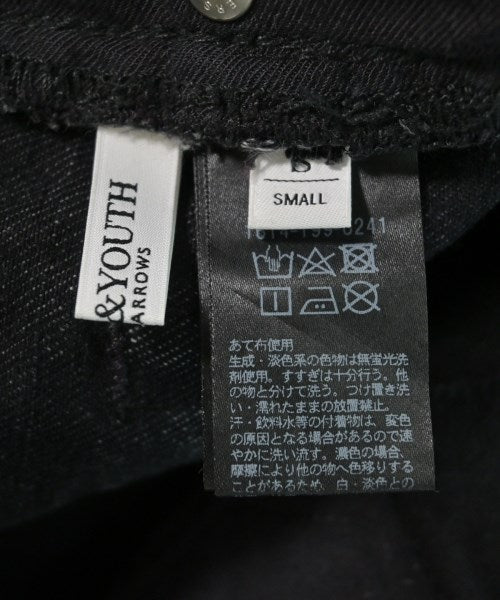 &YOUTH
ARROWS
S
SMALL
1614-199-0241
あて布使用
生成・淡色系の色物は無蛍光洗
剤使用。すすぎは十分行う。他
の物と分けて洗う。つけ置き洗
い・濡れたままの放置禁止。
汗・飲料水等の付着物は、変色
の原因となる場合があるので速
やかに洗い流す。濃色の場合、
摩擦により他の物へ色移りする
ことがあるため、白・淡色との